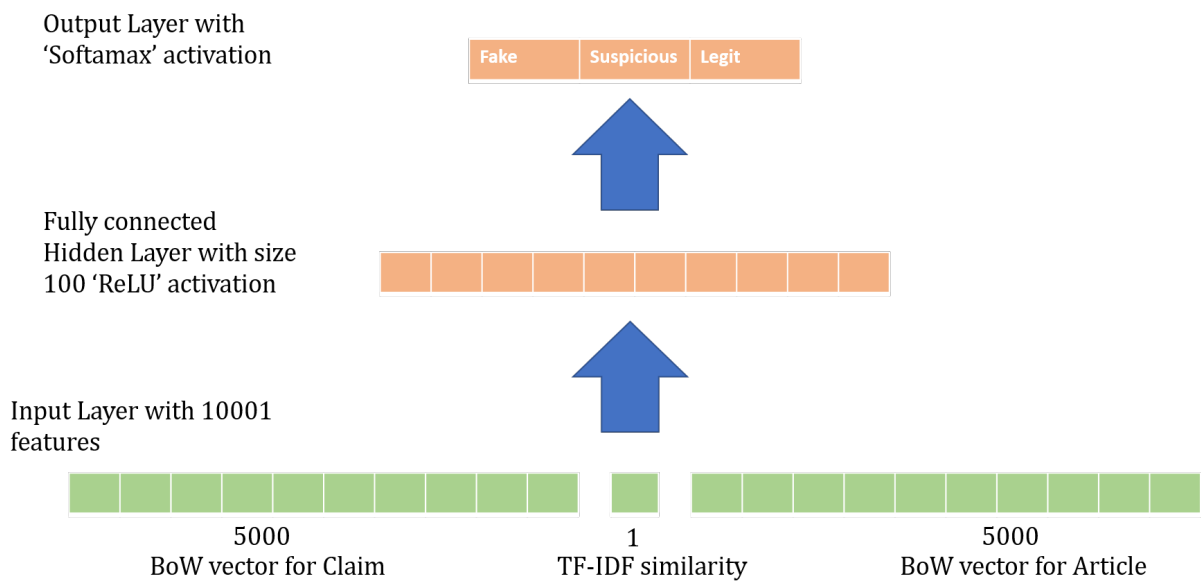 Output Layer with
‘Softamax’ activation
Fake Suspicious Legit
Fully connected
Hidden Layer with size
100 ‘ReLU’ activation
Input Layer with 10001
features
5000 1 5000
BoW vector for Claim TF-IDF similarity BoW vector for Article